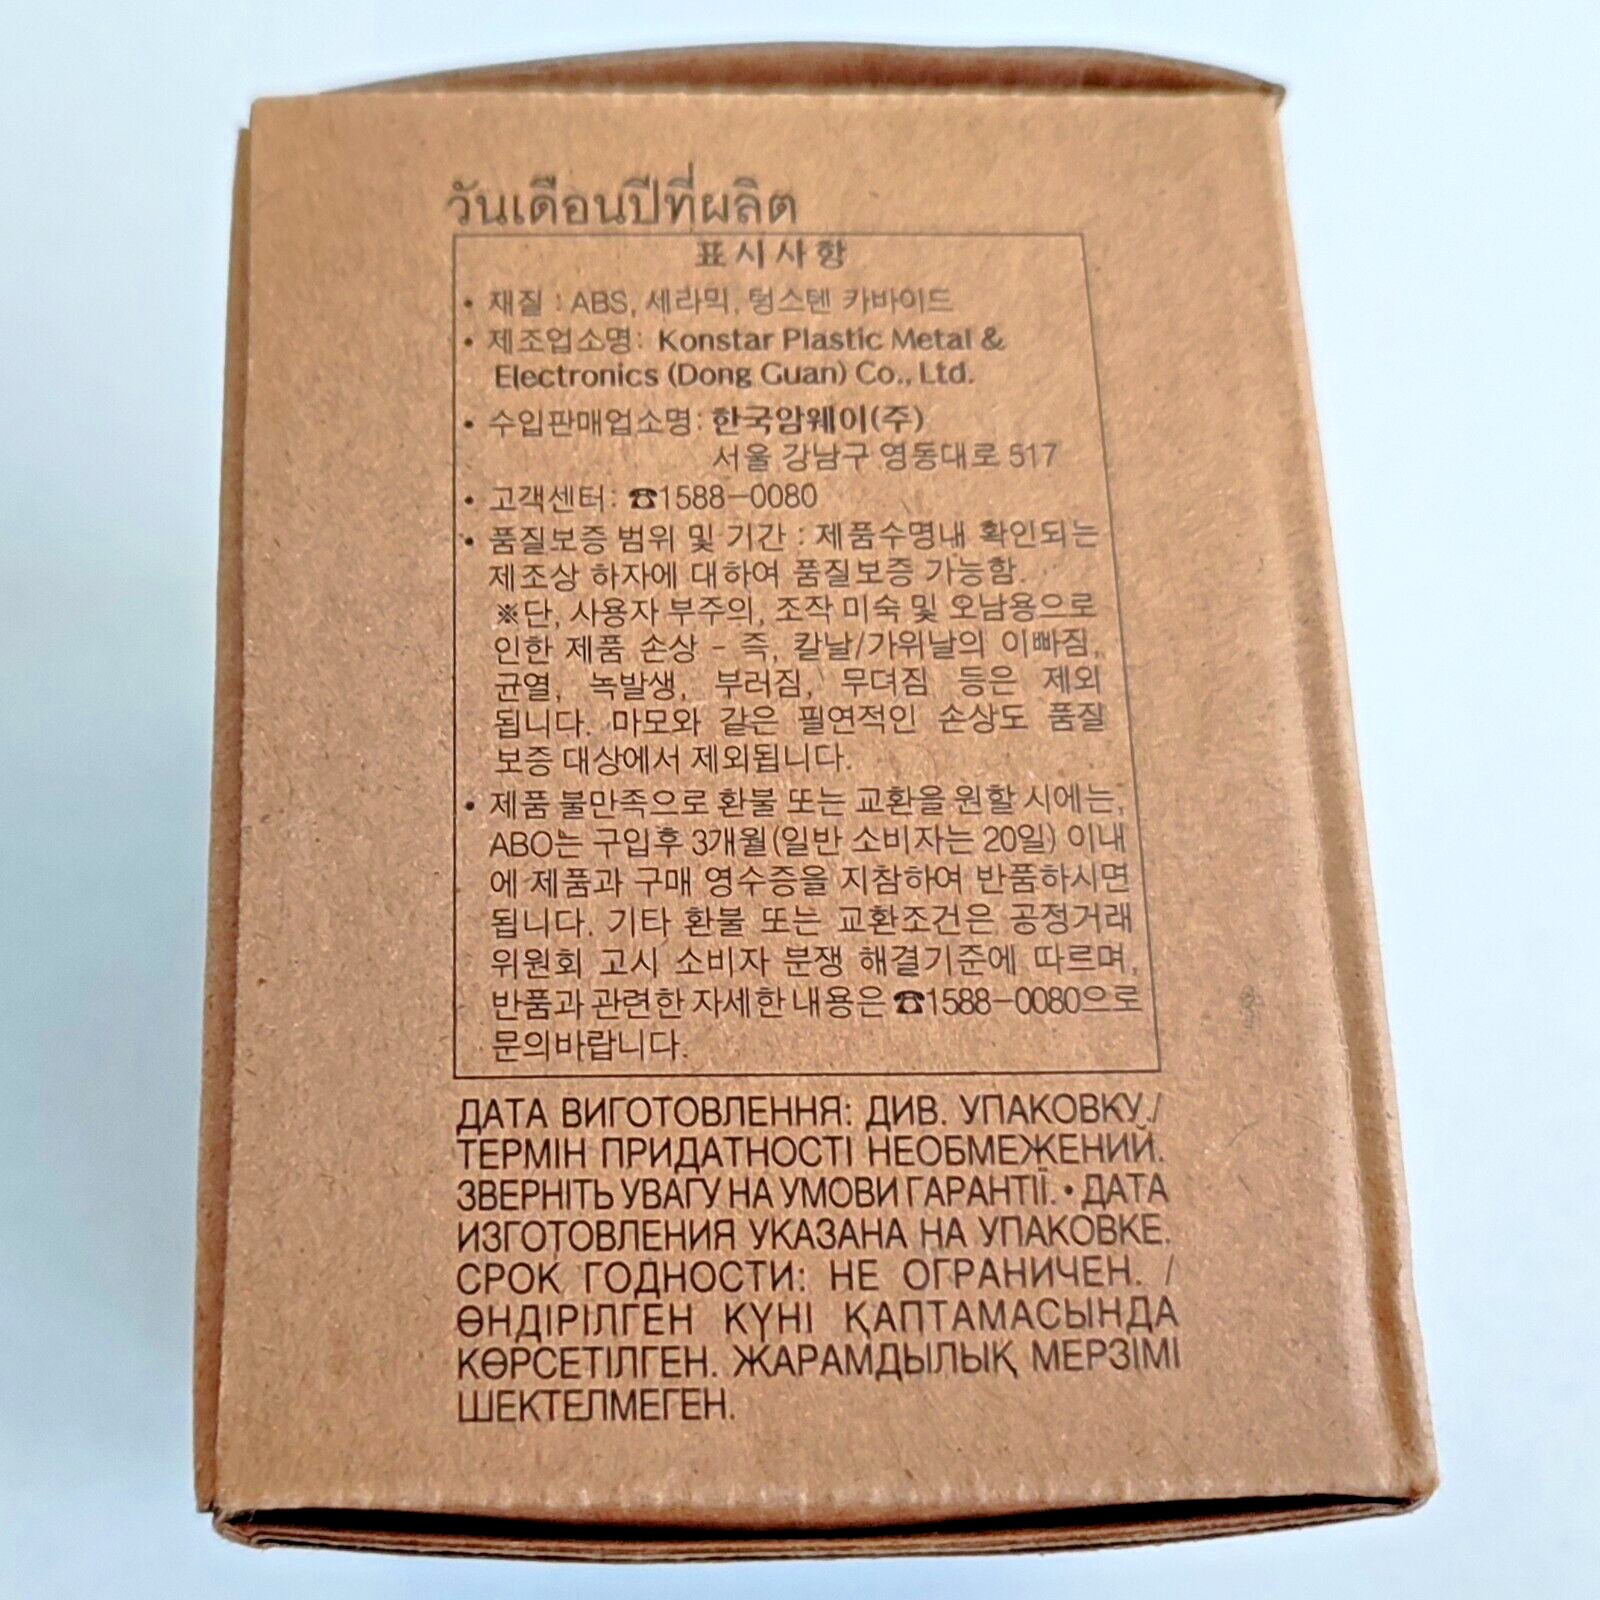 วันเดือนปีที่ผลิต
표시사항
• 재질 : ABS, 세라믹, 텅스텐 카바이드
• 제조업소명: Konstar Plastic Metal &
Electronics (Dong Guan) Co., Ltd.
• 수입판매업소명: 한국암웨이(주)
서울 강남구 영동대로 517
• 고객센터: ☎1588-0080
• 품질보증 범위 및 기간 : 제품수명내 확인되는
제조상 하자에 대하여 품질보증 가능함.
※단, 사용자 부주의, 조작 미숙 및 오남용으로
인한 제품 손상 - 즉, 칼날/가위날의 이빠짐,
균열, 녹발생, 부러짐, 무뎌짐 등은 제외
됩니다. 마모와 같은 필연적인 손상도 품질
보증 대상에서 제외됩니다.
• 제품 불만족으로 환불 또는 교환을 원할 시에는,
ABO는 구입후 3개월(일반 소비자는 20일) 이내
에 제품과 구매 영수증을 지참하여 반품하시면
됩니다. 기타 환불 또는 교환조건은 공정거래
위원회 고시 소비자 분쟁 해결기준에 따르며,
반품과 관련한 자세한 내용은 ☎1588-0080으로
문의바랍니다.
ДАТА ВИГОТОВЛЕННЯ: ДИВ. УПАКОВКУ./
ТЕРМІН ПРИДАТНОСТІ НЕОБМЕЖЕНИЙ.
ЗВЕРНІТЬ УВАГУ НА УМОВИ ГАРАНТІЇ. • ДАТА
ИЗГОТОВЛЕНИЯ УКАЗАНА НА УПАКОВКЕ.
СРОК ГОДНОСТИ: НЕ ОГРАНИЧЕН. /
ӨНДІРІЛГЕН КҮНІ ҚАПТАМАСЫНДА
КӨРСЕТІЛГЕН. ЖАРАМДЫЛЫҚ МЕРЗІМІ
ШЕКТЕЛМЕГЕН.